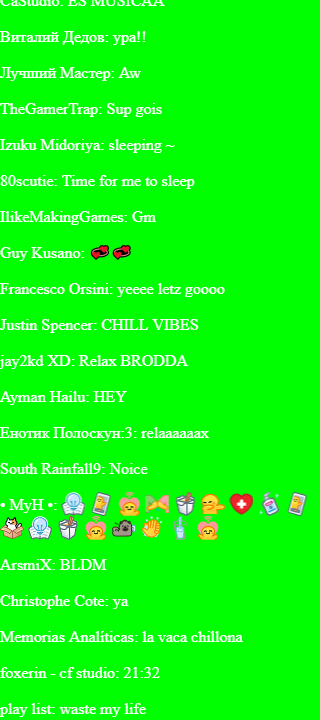 CaStudio: ES MUSICAA
Виталий Дедов: ура!!
Лучший Мастер: Aw
TheGamerTrap: Sup gois
Izuku Midoriya: sleeping ~
80scutie: Time for me to sleep
IlikeMakingGames: Gm
Guy Kusano: 💞💞
Francesco Orsini: yeeee letz goooo
Justin Spencer: CHILL VIBES
jay2kd XD: Relax BRODDA
Ayman Hailu: HEY
Енотик Полоскун:3: relaaaaaax
South Rainfall9: Noice
• MyH •:
ArsmiX: BLDM
Christophe Cote: ya
Memorias Analíticas: la vaca chillona
foxerin - cf studio: 21:32
play list: waste my life